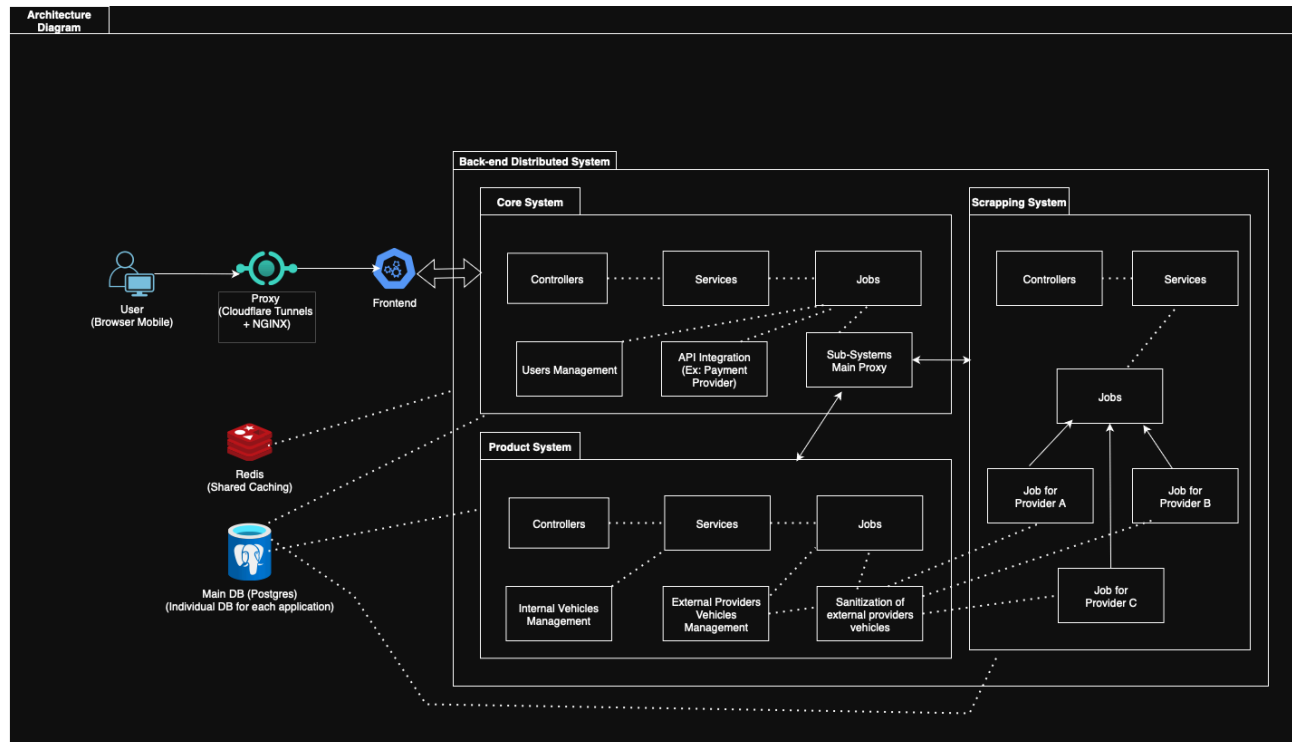 Architecture
Diagram
Back-end Distributed System
Core System
Controllers
Services
Jobs
Users Management
API Integration
(Ex: Payment
Provider)
Sub-Systems
Main Proxy
Scrapping System
Controllers
Services
Jobs
Job for
Provider A
Job for
Provider B
Job for
Provider C
User
(Browser Mobile)
Proxy
(Cloudflare Tunnels
+ NGINX)
Frontend
Redis
(Shared Caching)
Main DB (Postgres)
(Individual DB for each application)
Product System
Controllers
Services
Jobs
Internal Vehicles
Management
External Providers
Vehicles
Management
Sanitization of
external providers
vehicles